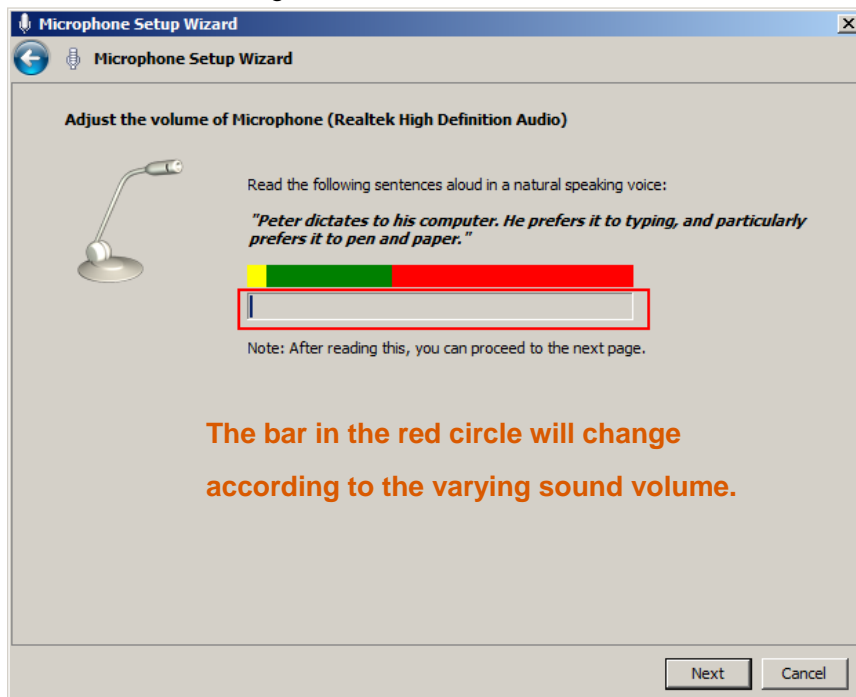 Microphone Setup Wizard
Microphone Setup Wizard
Adjust the volume of Microphone (Realtek High Definition Audio)
Read the following sentences aloud in a natural speaking voice:
"Peter dictates to his computer. He prefers it to typing, and particularly
prefers it to pen and paper."
Note: After reading this, you can proceed to the next page.
The bar in the red circle will change
according to the varying sound volume.
Next Cancel